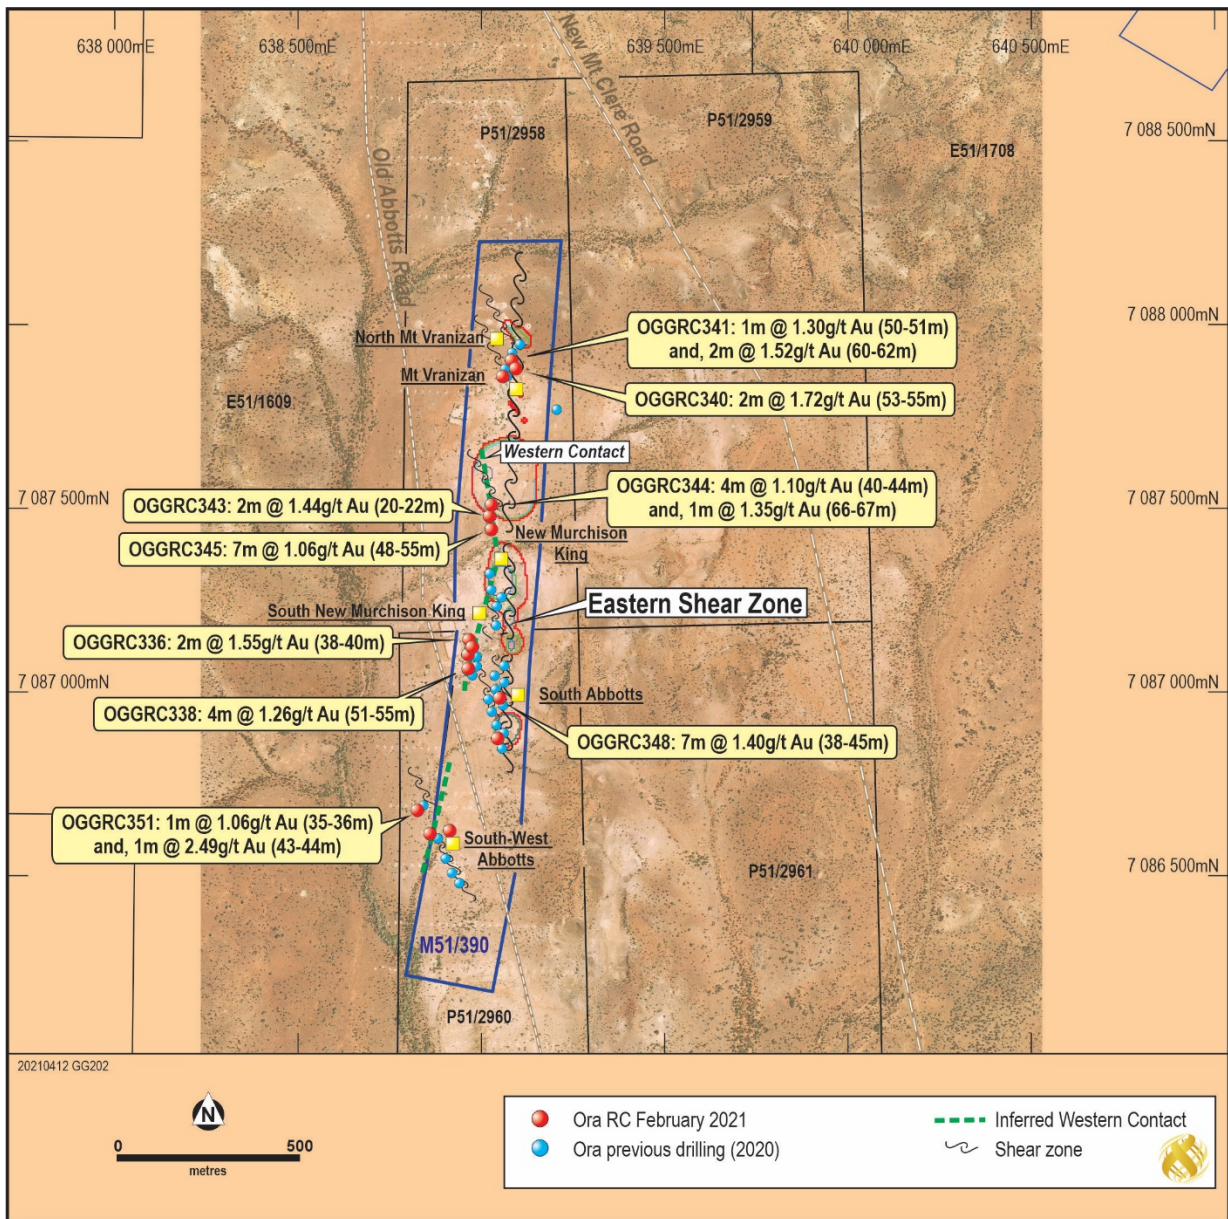 638 000mE
638 500mE
639 500mE
640 000mE
640 500mE
New Mt Clere Road
Old Abbotts Road
P51/2958
P51/2959
E51/1708
7 088 500mN
7 088 000mN
North Mt Vranizan
OGGRC341: 1m @ 1.30g/t Au (50-51m)
and, 2m @ 1.52g/t Au (60-62m)
Mt Vranizan
OGGRC340: 2m @ 1.72g/t Au (53-55m)
E51/1609
Western Contact
7 087 500mN
OGGRC343: 2m @ 1.44g/t Au (20-22m)
OGGRC344: 4m @ 1.10g/t Au (40-44m)
and, 1m @ 1.35g/t Au (66-67m)
7 087 500mN
OGGRC345: 7m @ 1.06g/t Au (48-55m)
New Murchison
King
South New Murchison King
Eastern Shear Zone
OGGRC336: 2m @ 1.55g/t Au (38-40m)
7 087 000mN
South Abbotts
7 087 000mN
OGGRC338: 4m @ 1.26g/t Au (51-55m)
OGGRC348: 7m @ 1.40g/t Au (38-45m)
OGGRC351: 1m @ 1.06g/t Au (35-36m)
and, 1m @ 2.49g/t Au (43-44m)
South-West
Abbotts
P51/2961
7 086 500mN
M51/390
P51/2960
20210412 GG202
N
0
500
metres
Ora RC February 2021
Ora previous drilling (2020)
Inferred Western Contact
Shear zone